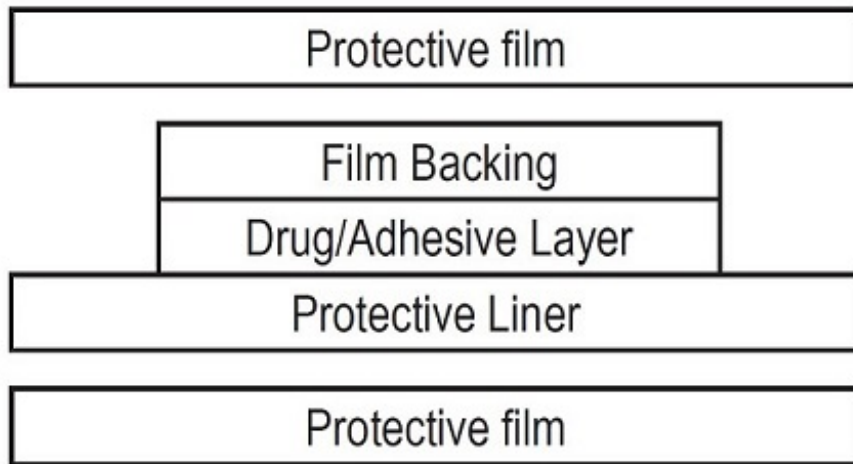 Protective film
Film Backing
Drug/Adhesive Layer
Protective Liner
Protective film